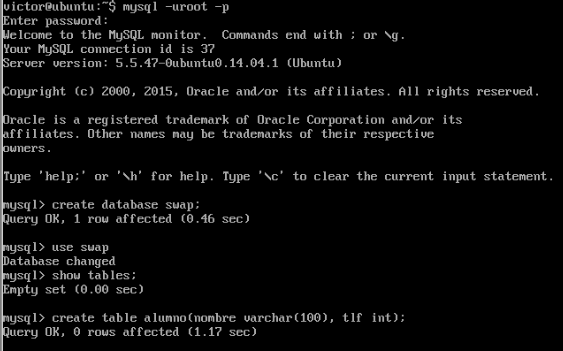 victor@ubuntu:~$ mysql -uroot -p
Enter password:
Welcome to the MySQL monitor.  Commands end with ; or \g.
Your MySQL connection id is 37
Server version: 5.5.47-0ubuntu0.14.04.1 (Ubuntu)
Copyright (c) 2000, 2015, Oracle and/or its affiliates. All rights reserved.
Oracle is a registered trademark of Oracle Corporation and/or its
affiliates. Other names may be trademarks of their respective
owners.
Type 'help;' or '\h' for help. Type '\c' to clear the current input statement.
mysql> create database swap;
Query OK, 1 row affected (0.46 sec)
mysql> use swap
Database changed
mysql> show tables;
Empty set (0.00 sec)
mysql> create table alumno(nombre varchar(100), tlf int);
Query OK, 0 rows affected (1.17 sec)